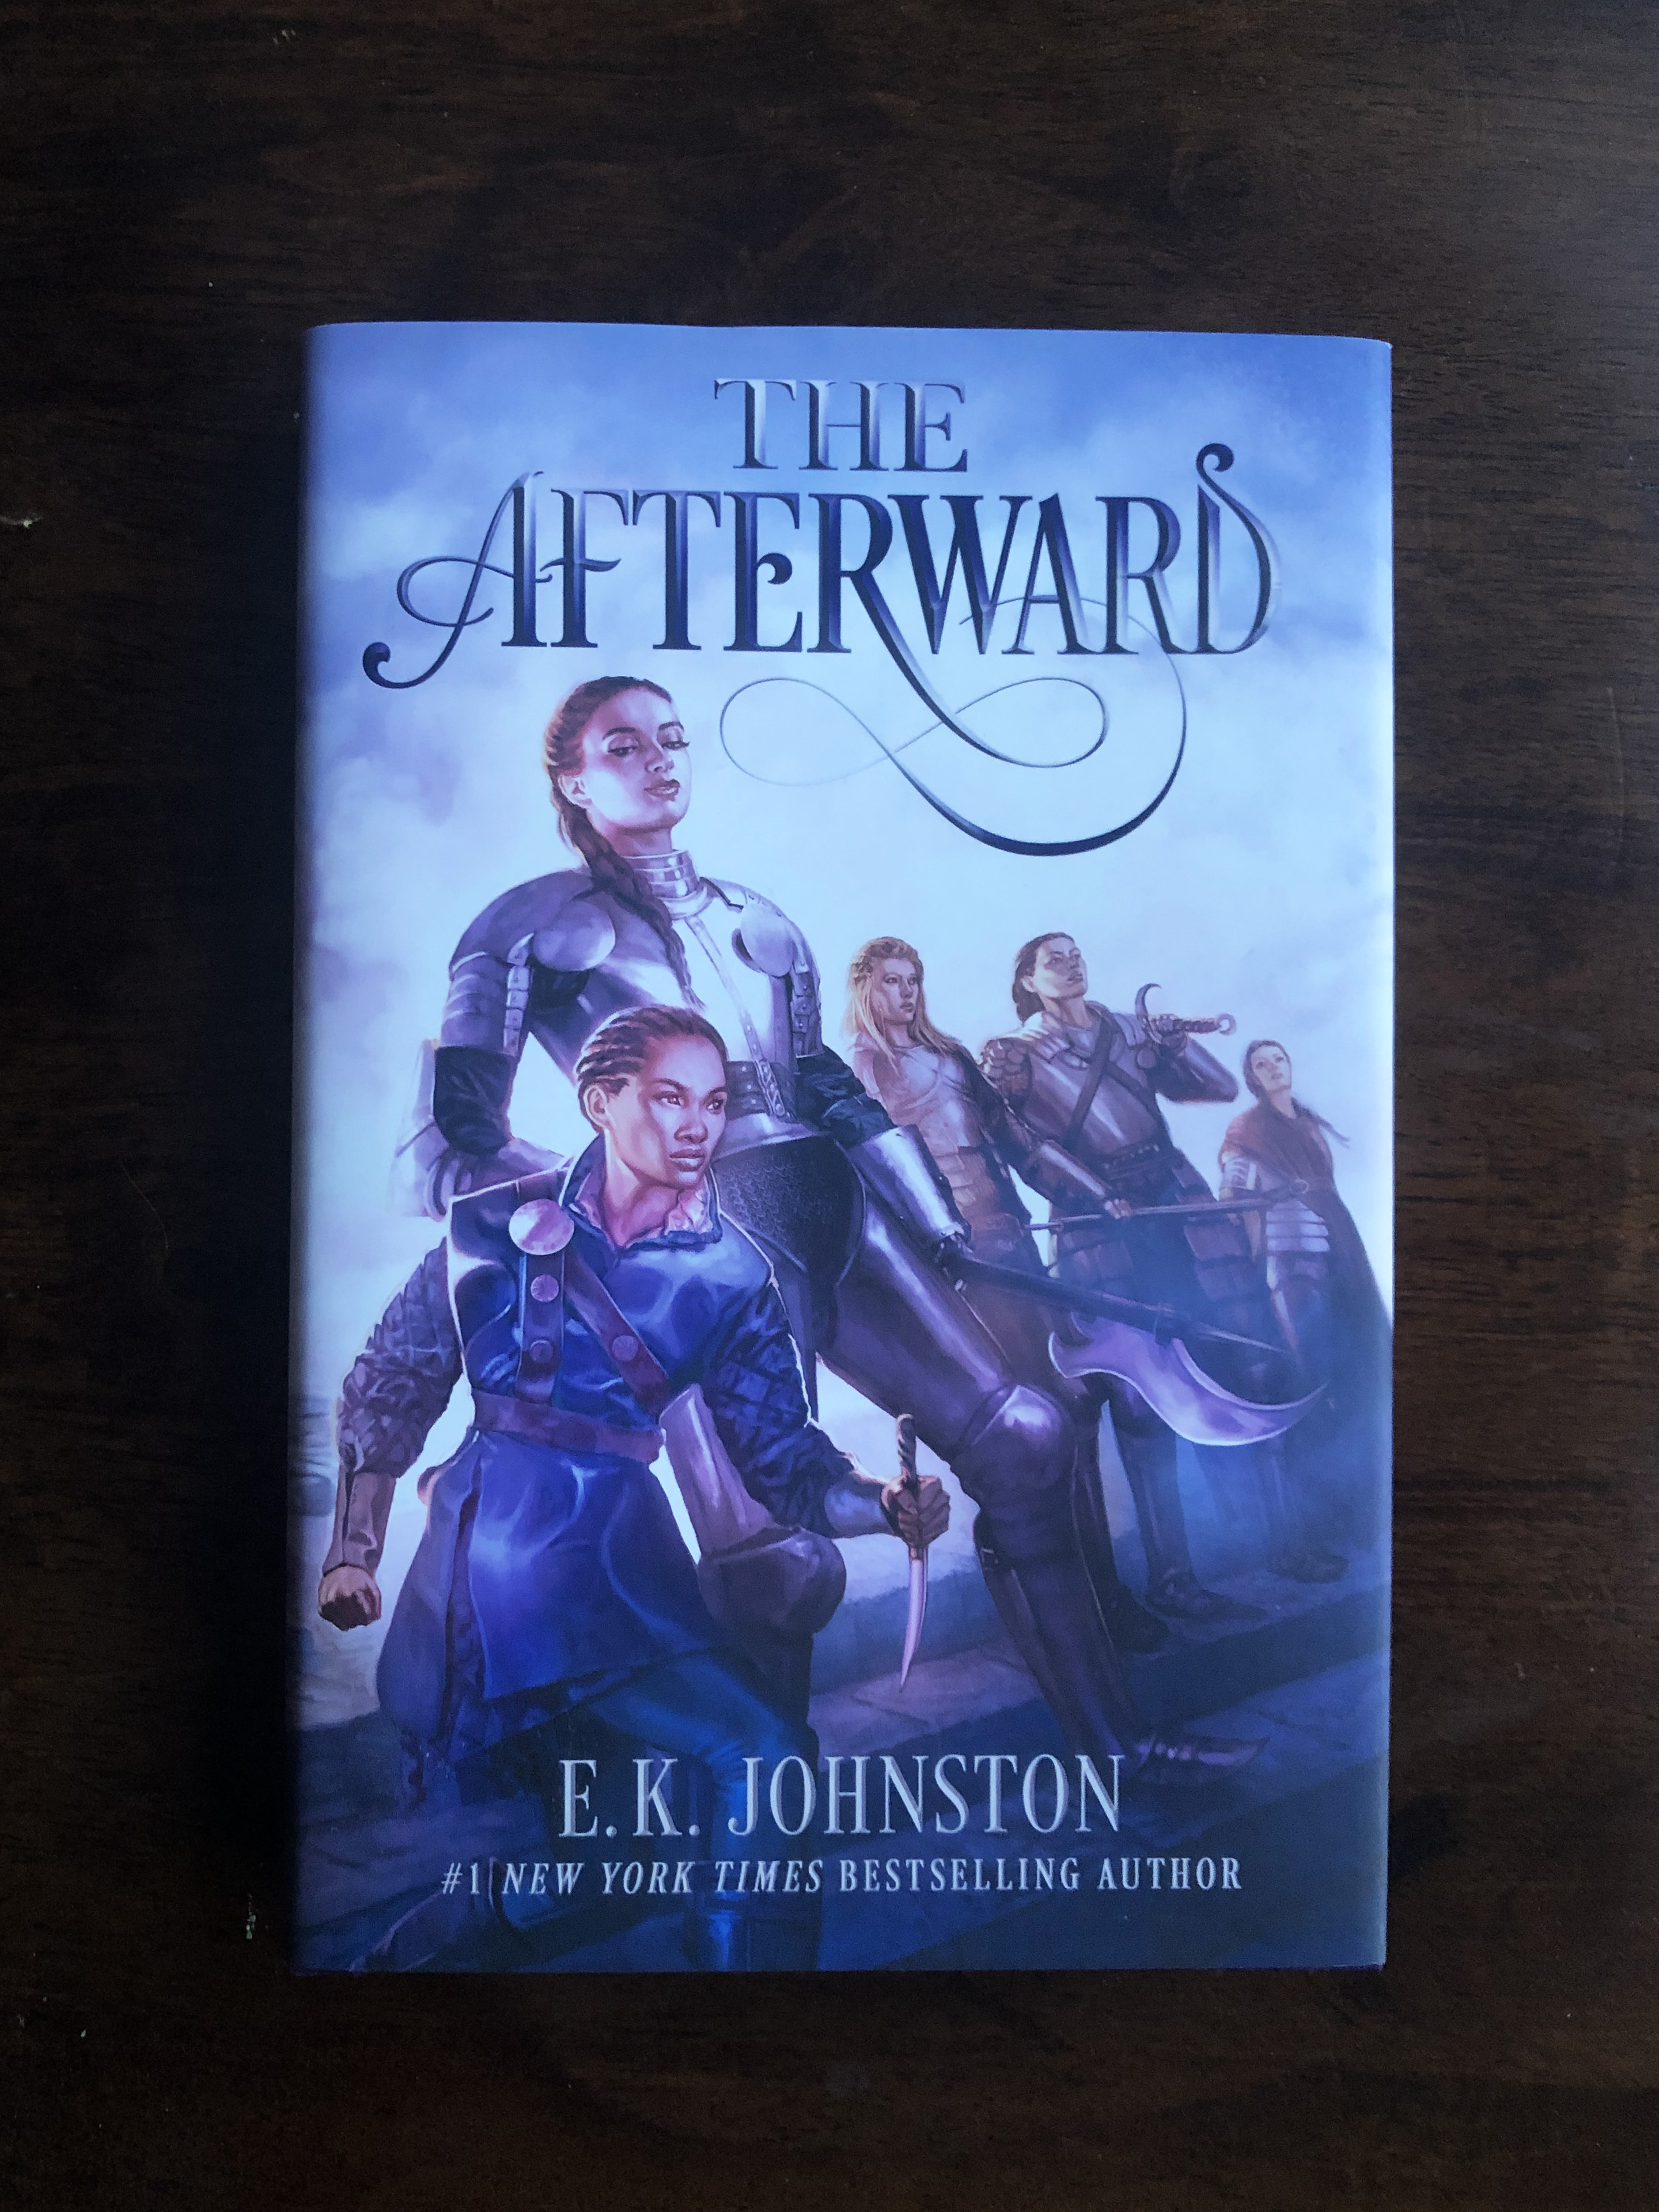 THE
AFTERWARD
E.K. JOHNSTON
#1 NEW YORK TIMES BESTSELLING AUTHOR